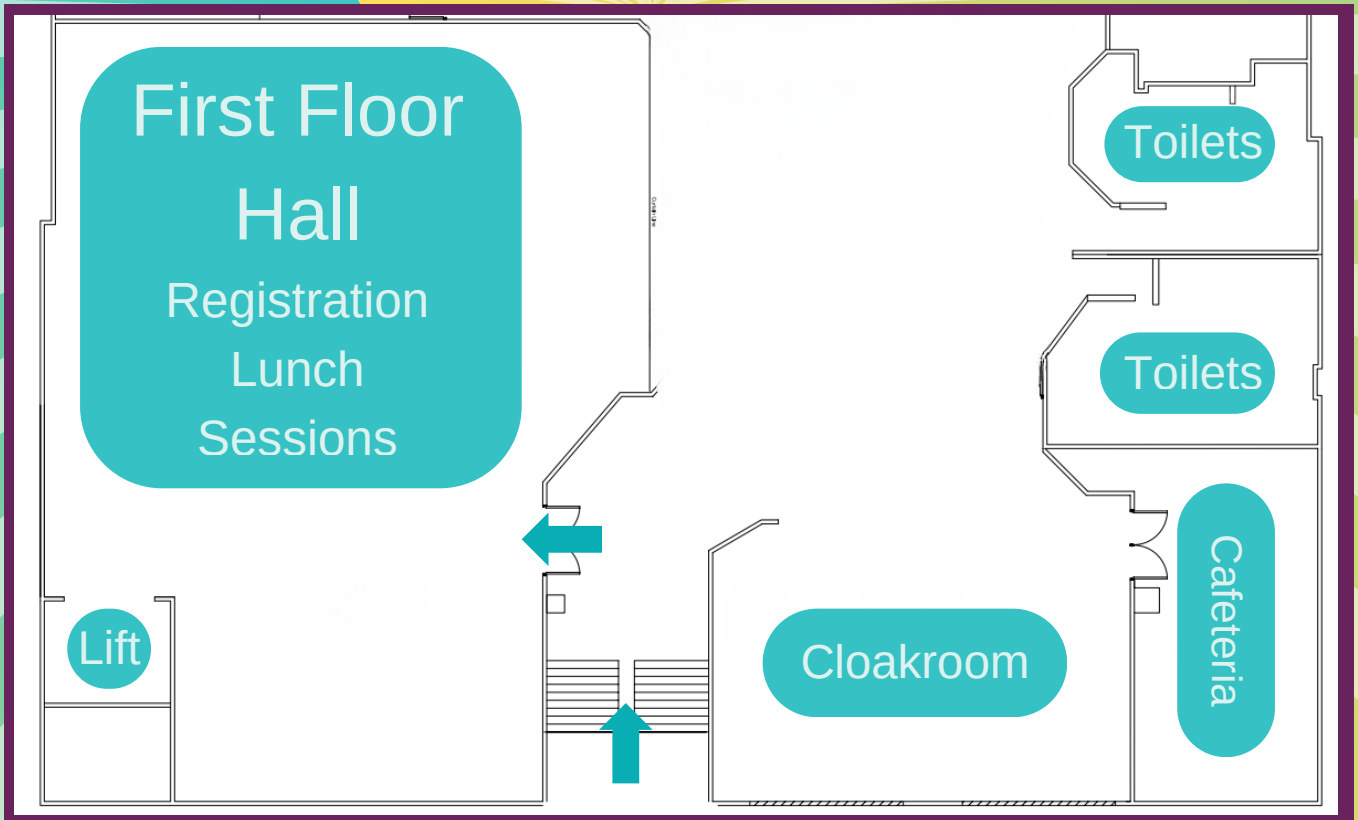 First Floor
Hall
Registration
Lunch
Sessions
Toilets
Toilets
Cafeteria
Lift
Cloakroom